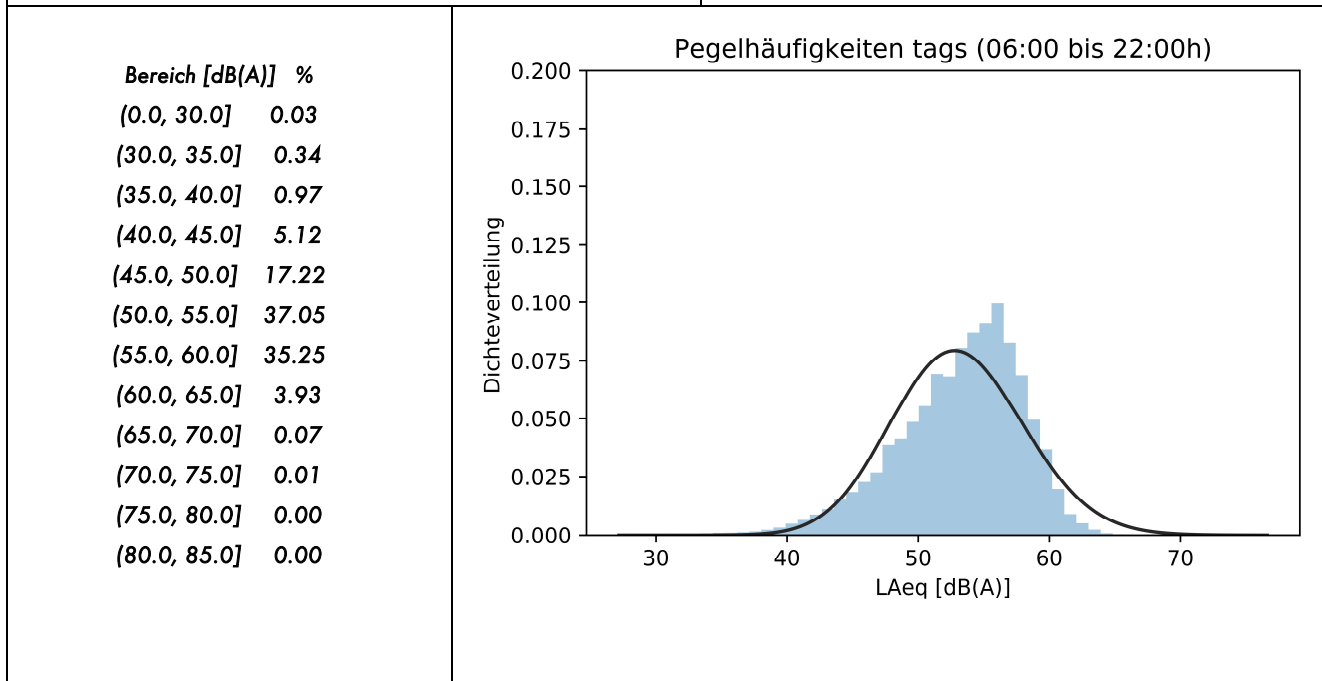 Bereich [dB(A)] %
(0.0, 30.0] 0.03
(30.0, 35.0] 0.34
(35.0, 40.0] 0.97
(40.0, 45.0] 5.12
(45.0, 50.0] 17.22
(50.0, 55.0] 37.05
(55.0, 60.0] 35.25
(60.0, 65.0] 3.93
(65.0, 70.0] 0.07
(70.0, 75.0] 0.01
(75.0, 80.0] 0.00
(80.0, 85.0] 0.00
Pegelhäufigkeiten tags (06:00 bis 22:00h)
Dichteverteilung
0.200
0.175
0.150
0.125
0.100
0.075
0.050
0.025
0.000
30 40 50 60 70
LAeq [dB(A)]